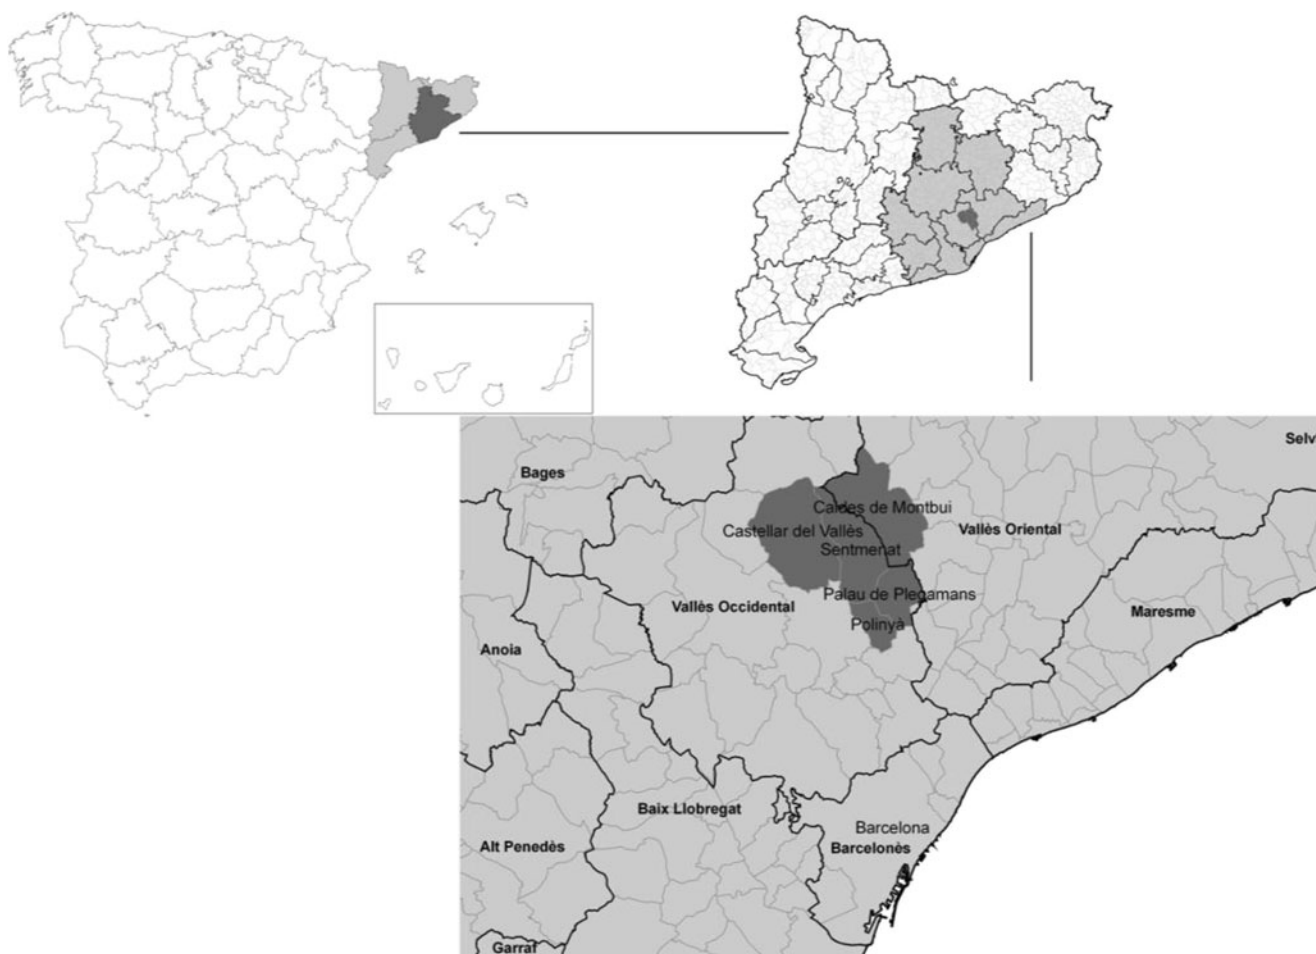 Selv
Bages
Caldes de Montbui
Castellar del Vallès
Vallès Oriental
Sentmenat
Palau de Plegamans
Vallès Occidental
Maresme
Polinyà
Anoia
Baix Llobregat
Barcelona
Alt Penedès
Barcelonès
Garraf